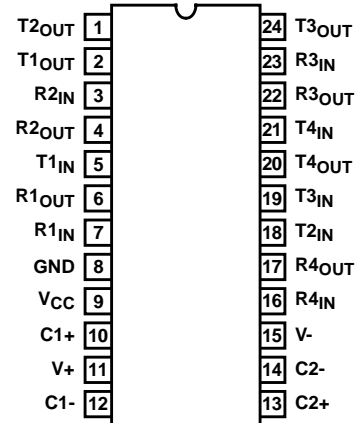 T2OUT 1 24 T3OUT
T1OUT 2 23 R3IN
R2IN 3 22 R3OUT
R2OUT 4 21 T4IN
T1IN 5 20 T4OUT
R1OUT 6 19 T3IN
R1IN 7 18 T2IN
GND 8 17 R4OUT
VCC 9 16 R4IN
C1+ 10 15 V-
V+ 11 14 C2-
C1- 12 13 C2+